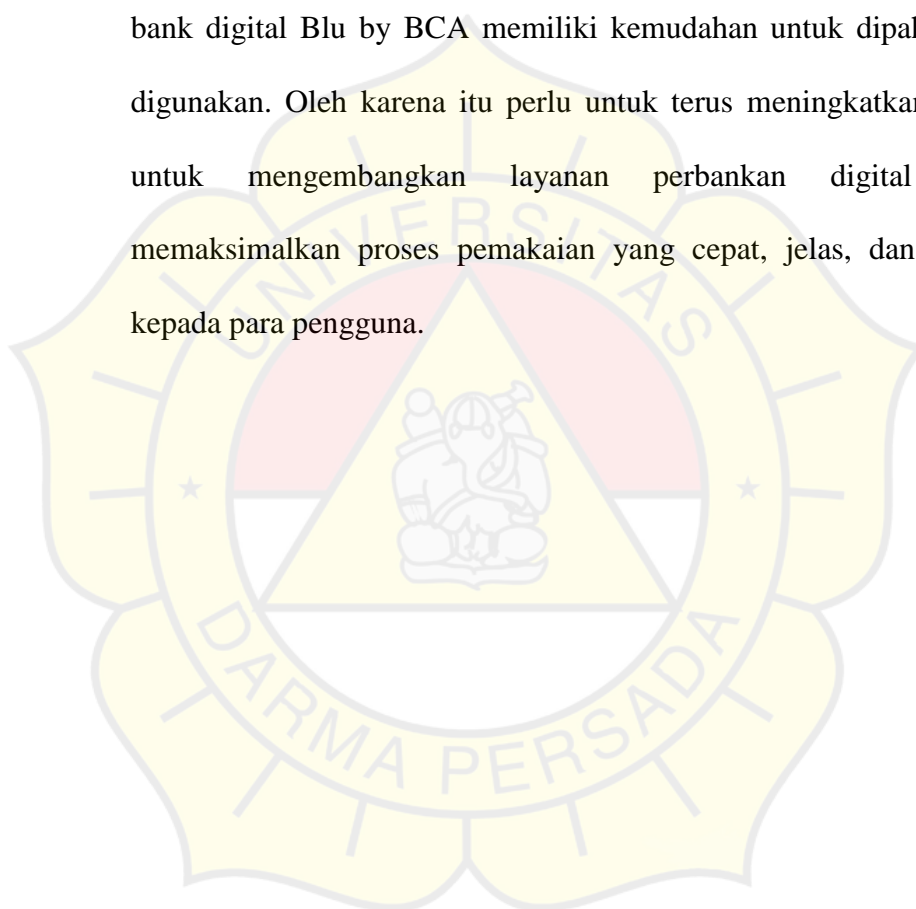 bank digital Blu by BCA memiliki kemudahan untuk
digunakan. Oleh karena itu perlu untuk terus
untuk mengembangkan layanan perbankan digital
memaksimalkan proses pemakaian yang cepat, jelas, dan
kepada para pengguna.
UNIVERSITAS
DARMA PERSADA